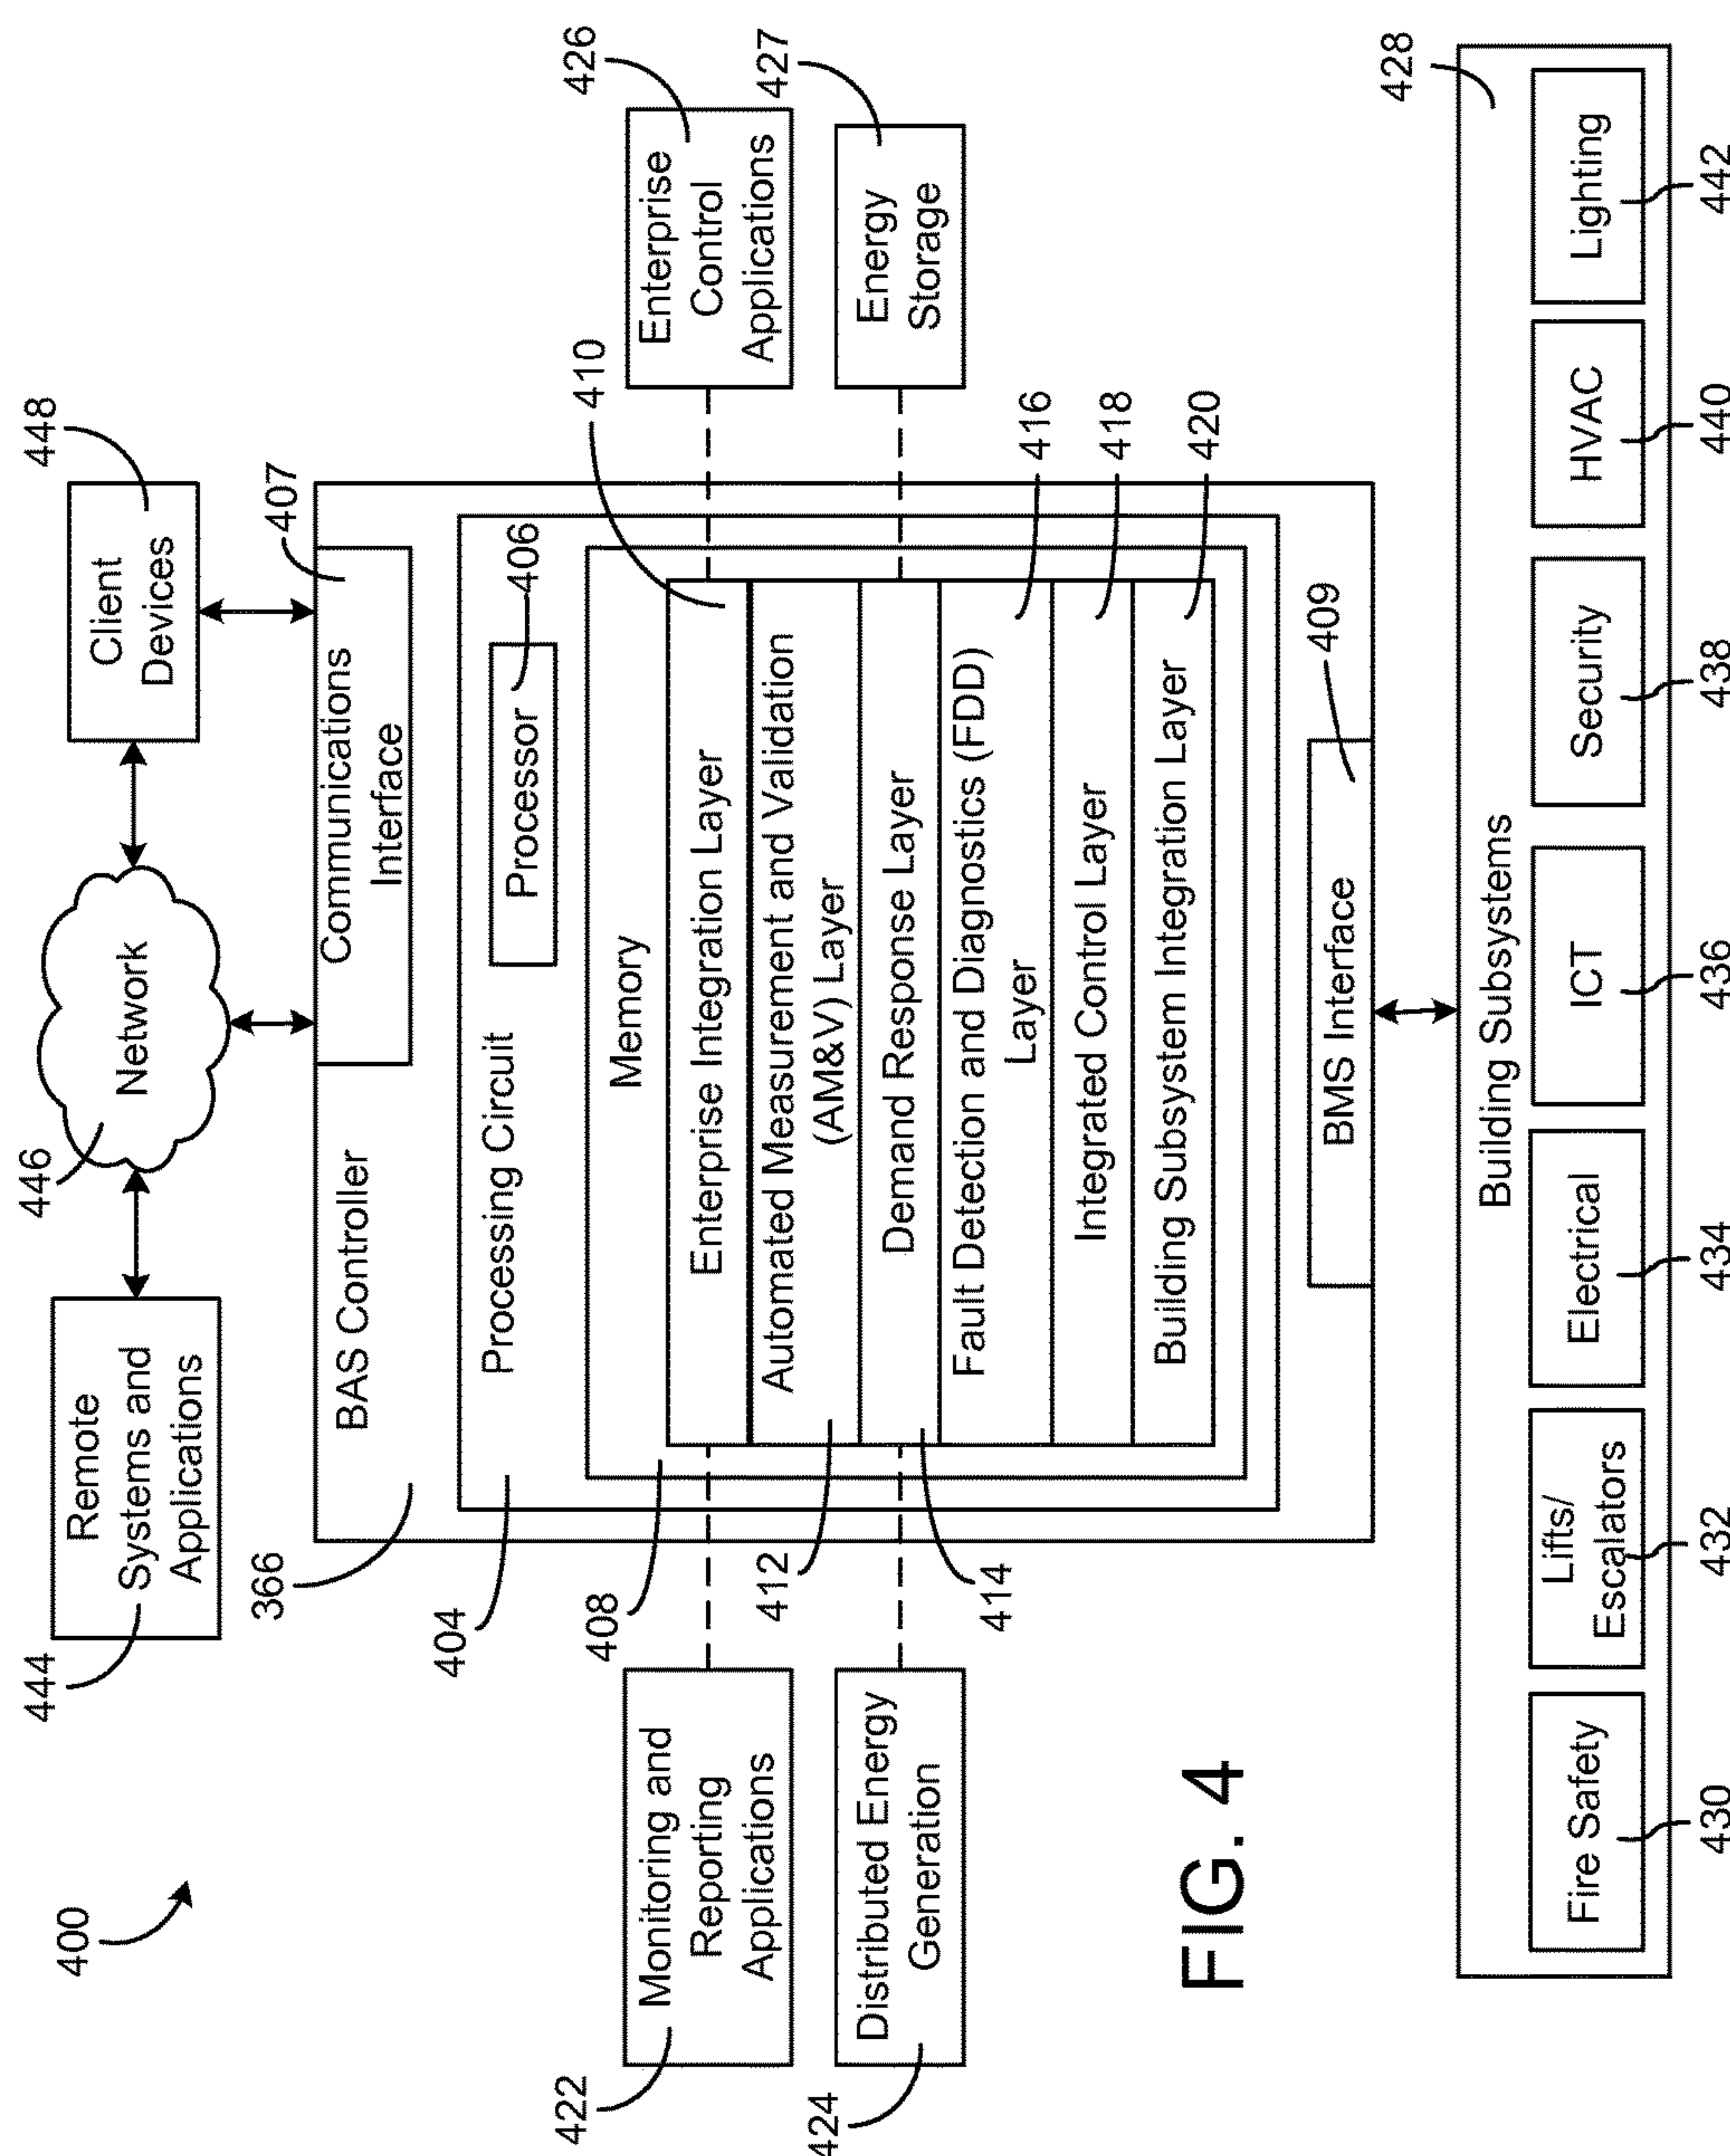 400
444
Remote
Systems and
Applications
446
Network
Client
Devices
448
366
BAS Controller
Communications
Interface
407
404
Processing Circuit
Processor
406
408
Memory
410
Enterprise Integration Layer
412
Automated Measurement and Validation
(AM&V) Layer
414
Demand Response Layer
Fault Detection and Diagnostics (FDD)
Layer
416
Integrated Control Layer
418
Building Subsystem Integration Layer
420
BMS Interface
409
422
Monitoring and
Reporting
Applications
424
Distributed Energy
Generation
426
Enterprise
Control
Applications
427
Energy
Storage
FIG. 4
428
Building Subsystems
Fire Safety
Lifts/
Escalators
Electrical
ICT
Security
HVAC
Lighting
430
432
434
436
438
440
442